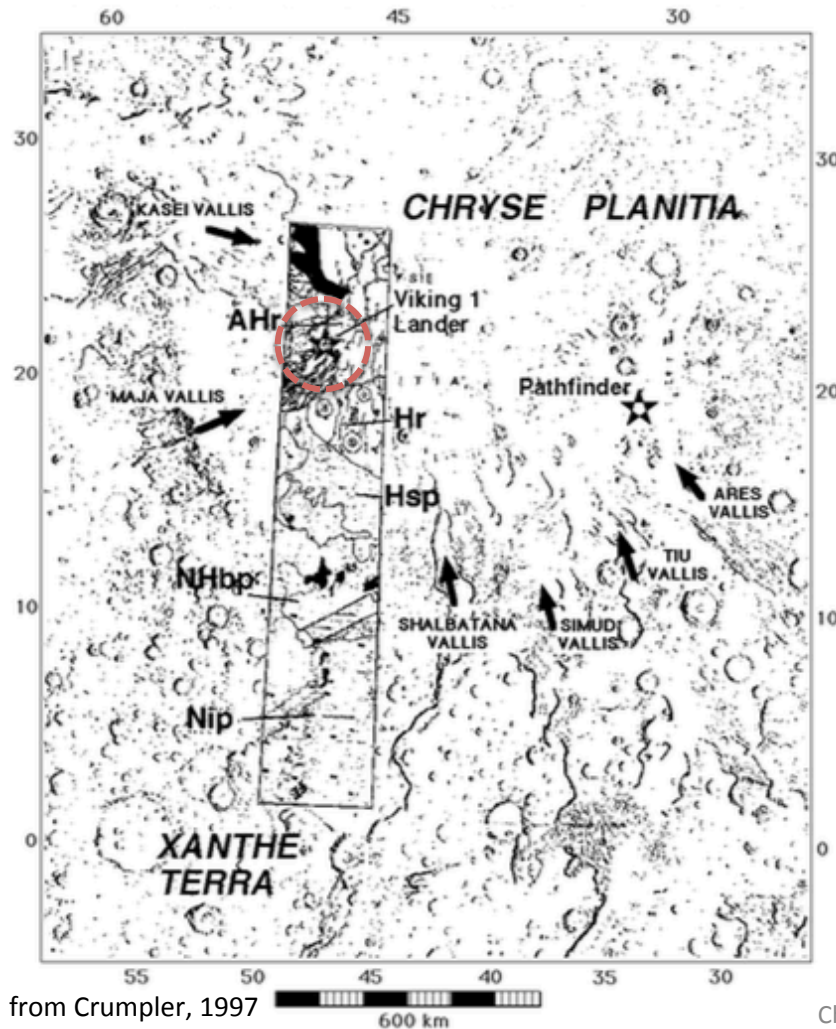 60 45 30
30
30
KASEI VALLIS
CHRYSE PLANITIA
Viking 1
Lander
AHr
20
20
Pathfinder
MAJA VALLIS
Hr
Hsp
ARES
VALLIS
TIU
VALLIS
NHbp
10
10
SHALBATANA
VALLIS
SIMUD
VALLIS
Nip
0
0
XANTHE
TERRA
55 50 45 40 35 30
from Crumpler, 1997
600 km